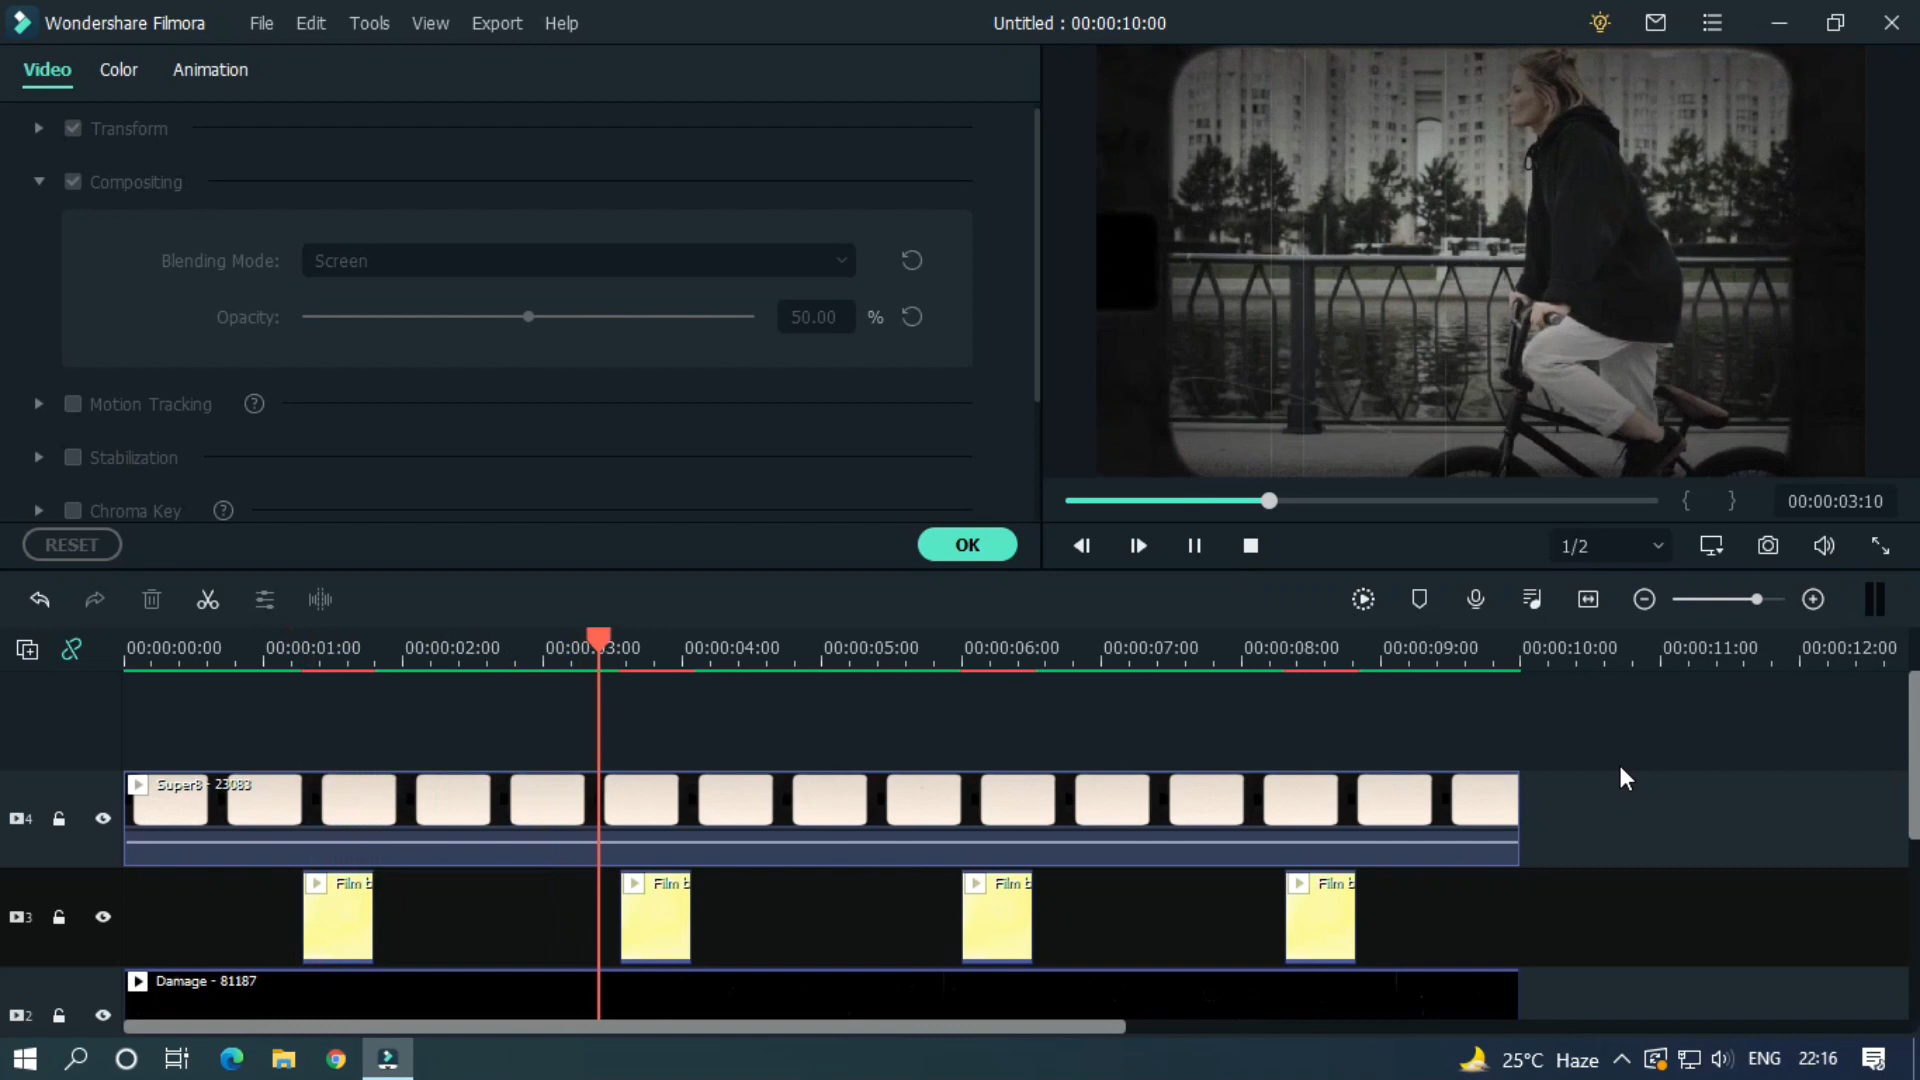 Wondershare Filmora File Edit Tools View Export Help Untitled : 00:00:10:00
Video Color Animation
Transform
Compositing
Blending Mode: Screen
Opacity: 50.00 %
Motion Tracking ?
Stabilization
Chroma Key ?
{ } 00:00:03:10
RESET OK 1/2
00:00:00:00 00:00:01:00 00:00:02:00 00:00:03:00 00:00:04:00 00:00:05:00 00:00:06:00 00:00:07:00 00:00:08:00 00:00:09:00 00:00:10:00 00:00:11:00 00:00:12:00
Super8 - 23083
4
Film b Film b Film b Film b
3
Damage - 81187
2
25°C Haze ENG 22:16